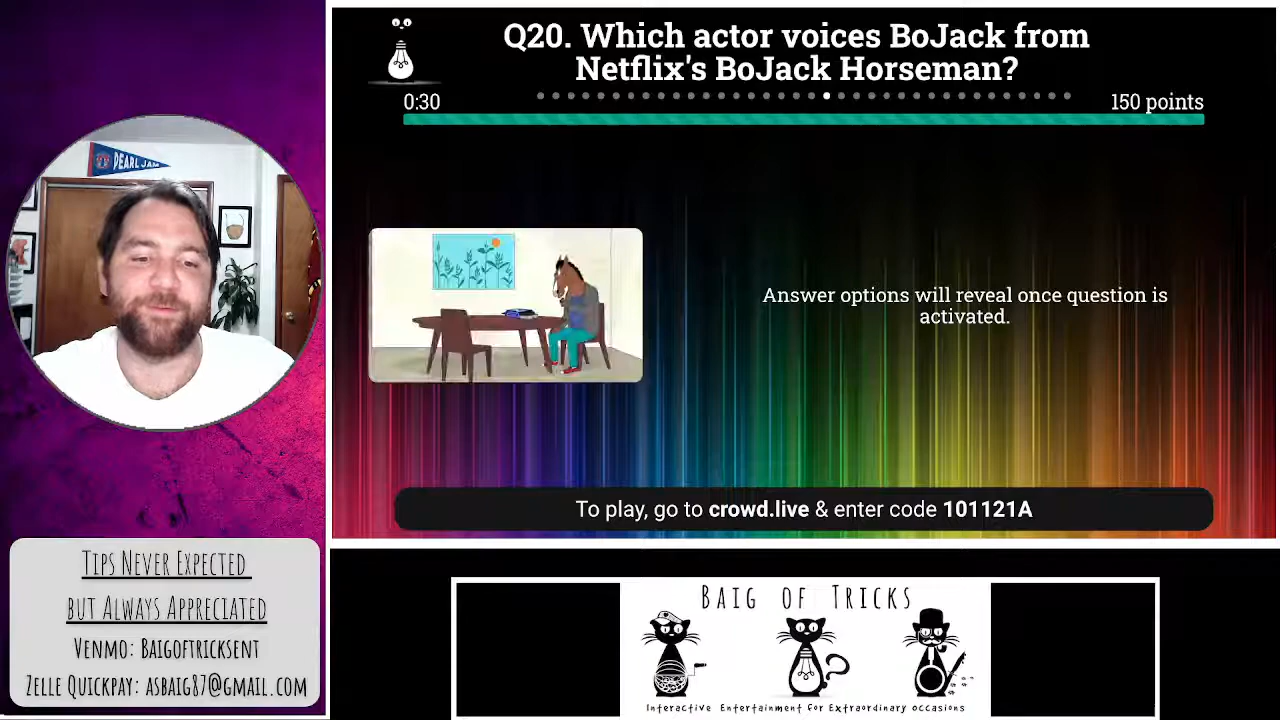 Q20. Which actor voices BoJack from
Netflix's BoJack Horseman?
0:30
150 points
PEARL JAM
Answer options will reveal once question is
activated.
To play, go to crowd.live & enter code 101121A
Tips Never Expected
but Always Appreciated
Venmo: Baigoftricksent
Zelle Quickpay: asbaig87@gmail.com
Baig of Tricks
Interactive Entertainment for Extraordinary Occasions